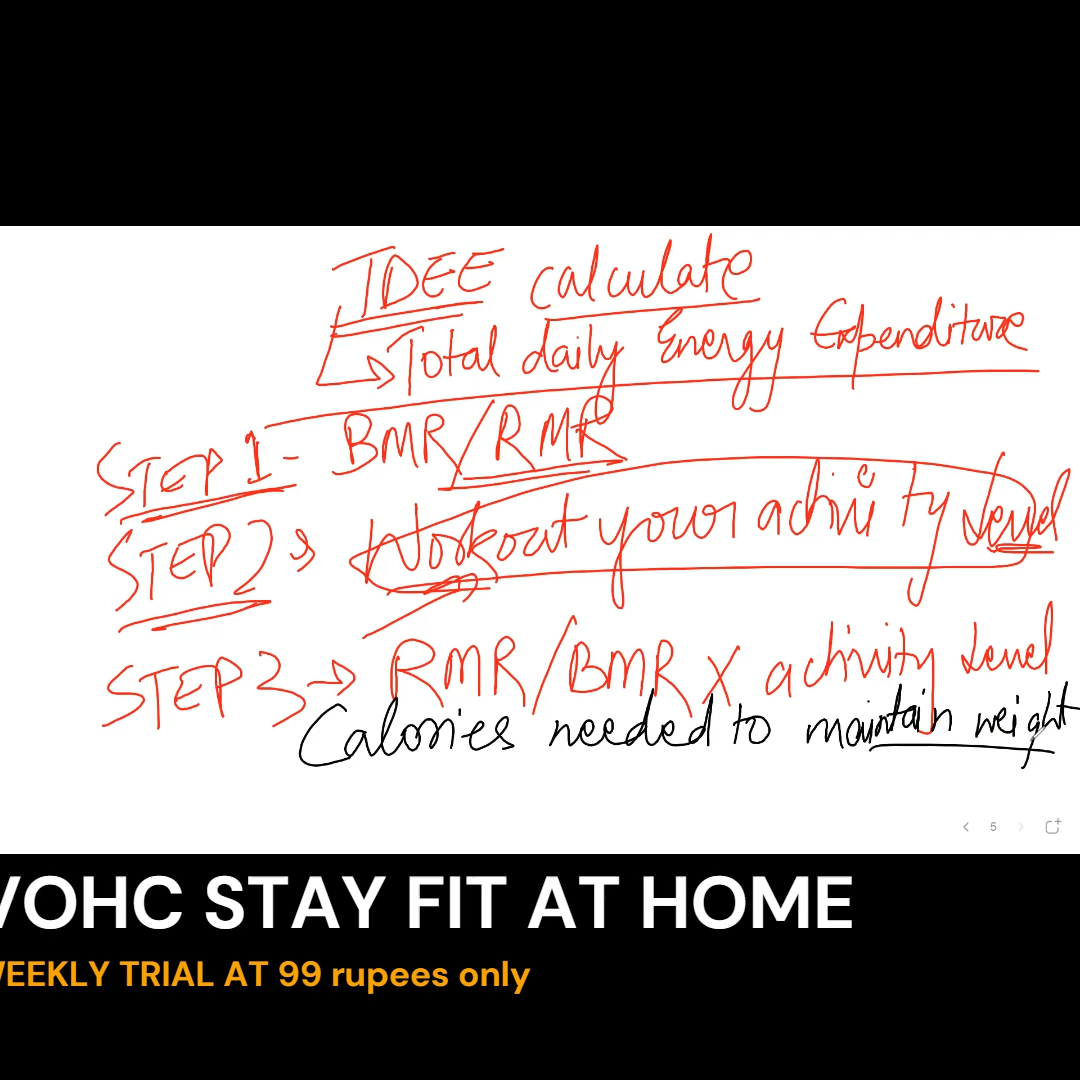 TDEE calculate
Total daily Energy Expenditure
STEP 1 - BMR/RMR
STEP 2 → Workout your activity Level
STEP 3 → RMR/BMR X activity Level
Calories needed to maintain weight
5
VOHC STAY FIT AT HOME
WEEKLY TRIAL AT 99 rupees only